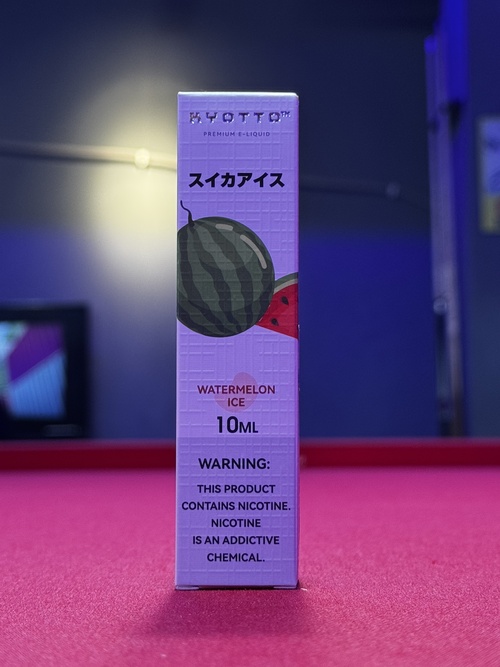 KYOTTO™
PREMIUM E-LIQUID
スイカアイス
WATERMELON
ICE
10ML
WARNING:
THIS PRODUCT
CONTAINS NICOTINE.
NICOTINE
IS AN ADDICTIVE
CHEMICAL.